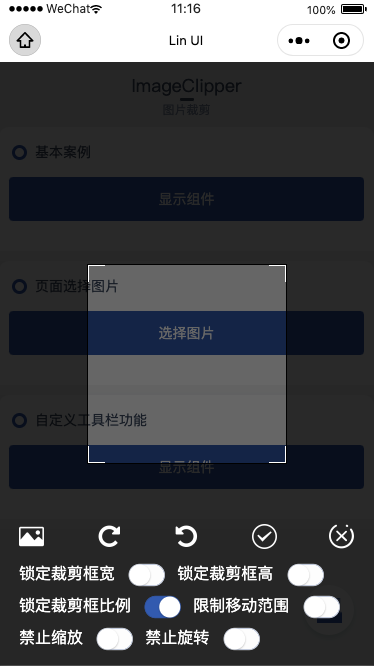 WeChat 11:16 100%
Lin UI
ImageClipper
图片裁剪
基本案例
显示组件
页面选择图片
选择图片
自定义工具栏功能
显示组件
锁定裁剪框宽 锁定裁剪框高
锁定裁剪框比例 限制移动范围
禁止缩放 禁止旋转